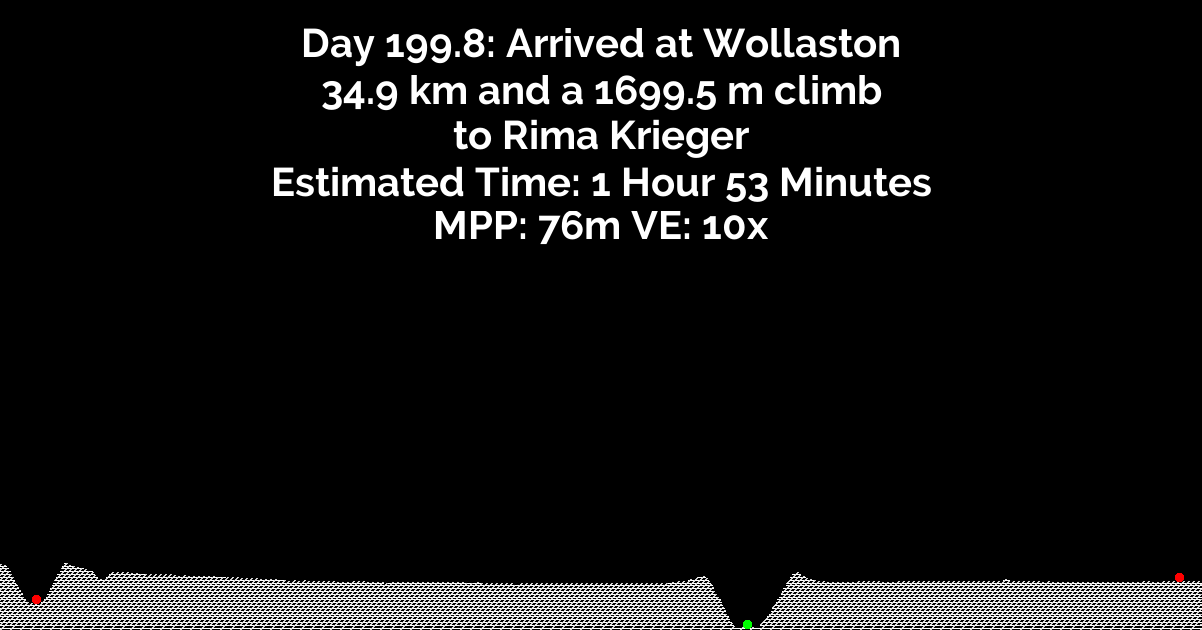 Day 199.8: Arrived at Wollaston
34.9 km and a 1699.5 m climb
to Rima Krieger
Estimated Time: 1 Hour 53 Minutes
MPP: 76m VE: 10x